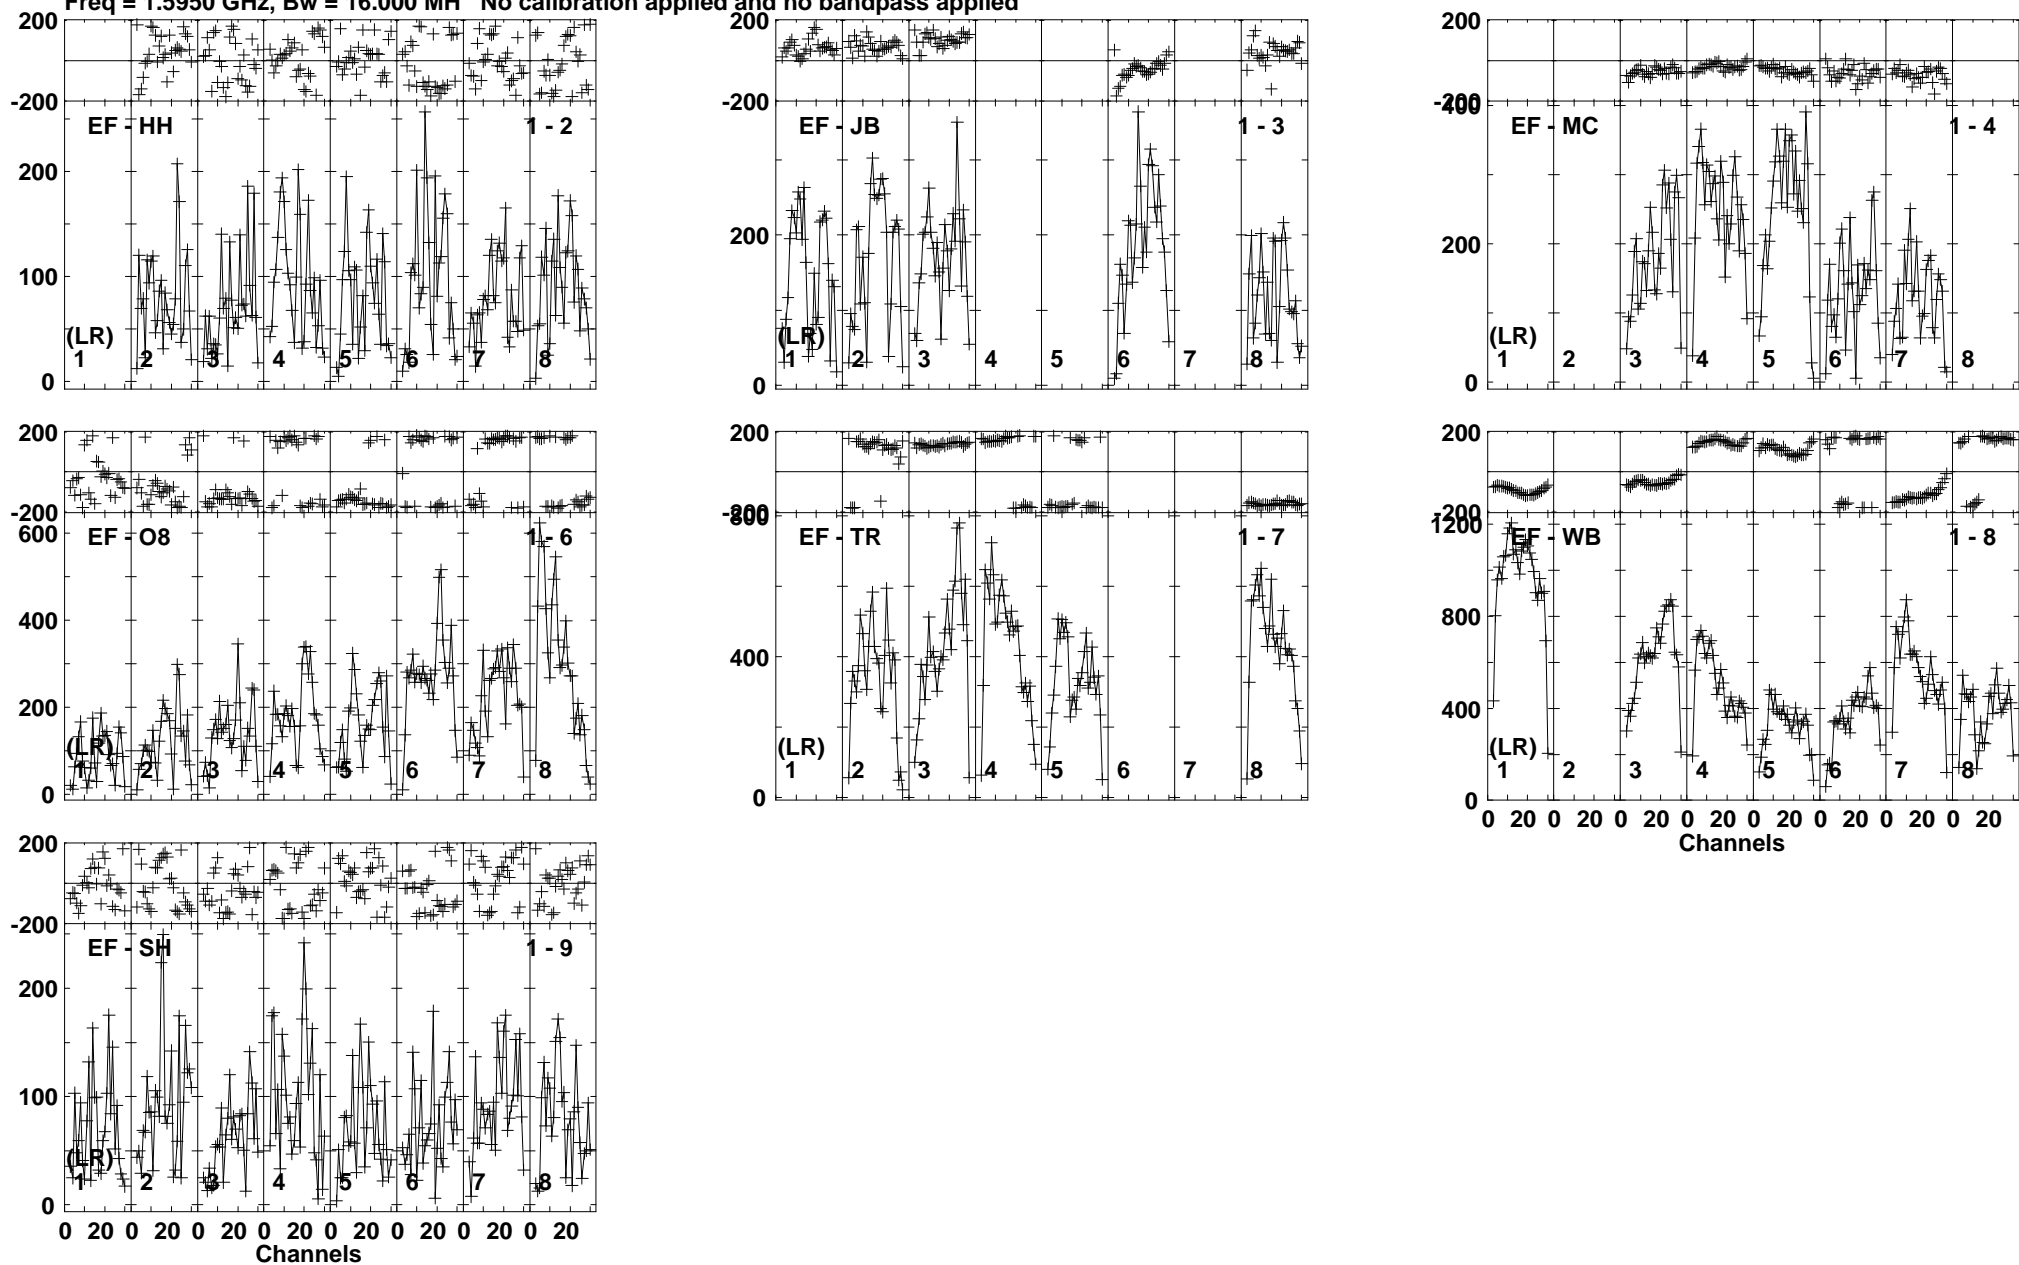 Freq = 1.5950 GHz, Bw = 16.000 MH No calibration applied and no bandpass applied
200 200 200
-200 -200 -200
EF - HH 1 - 2 EF - JB 1 - 3 400 EF - MC 1 - 4
200 200 200
100
(LR) (LR) (LR)
1 2 3 4 5 6 7 8 1 2 3 4 5 6 7 8 1 2 3 4 5 6 7 8
0 0 0
200 200 200
-200 -200 -200
600 EF - O8 1 - 6 800 EF - TR 1 - 7 1200 EF - WB 1 - 8
400 400 800
200 400
(LR) (LR) (LR)
1 2 3 4 5 6 7 8 1 2 3 4 5 6 7 8 1 2 3 4 5 6 7 8
0 0 0
0 20 0 20 0 20 0 20 0 20 0 20 0 20 0 20
Channels
200
-200
EF - SH 1 - 9
200
100
(LR)
1 2 3 4 5 6 7 8
0
0 20 0 20 0 20 0 20 0 20 0 20 0 20 0 20
Channels